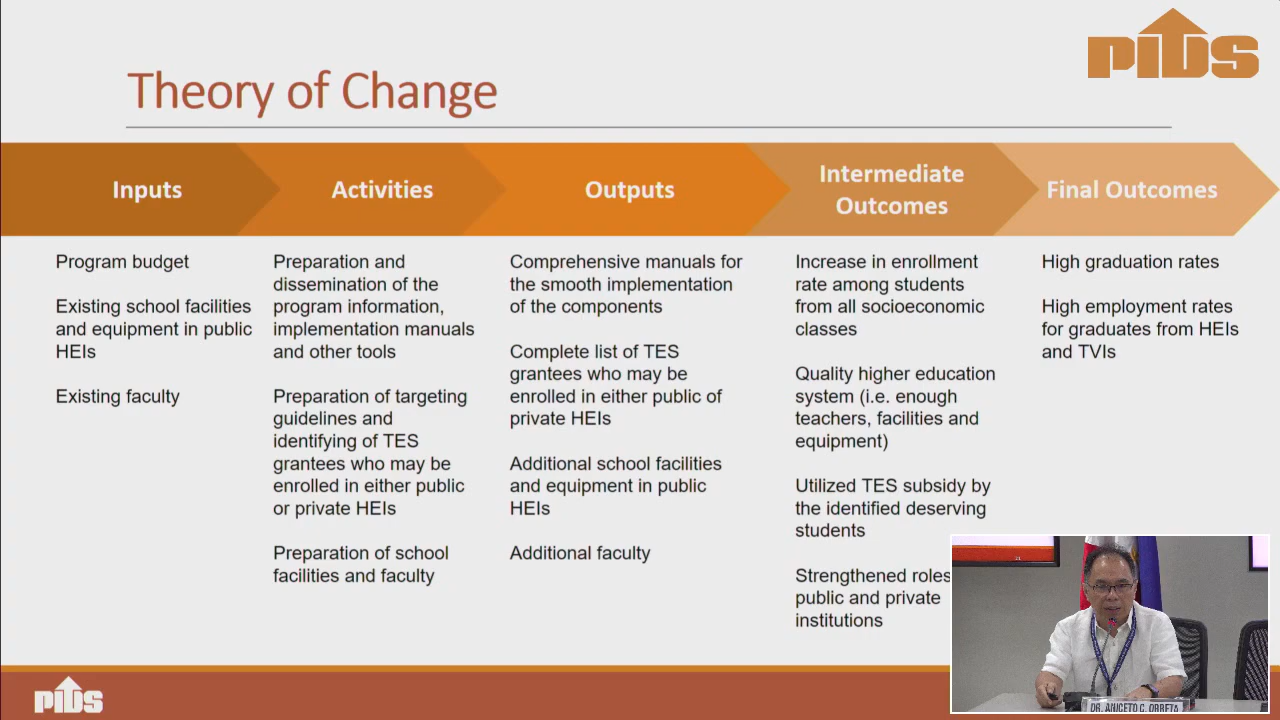 PIDS
Theory of Change
Inputs
Activities
Outputs
Intermediate
Outcomes
Final Outcomes
Program budget
Existing school facilities
and equipment in public
HEIs
Existing faculty
Preparation and
dissemination of the
program information,
implementation manuals
and other tools
Preparation of targeting
guidelines and
identifying of TES
grantees who may be
enrolled in either public
or private HEIs
Preparation of school
facilities and faculty
Comprehensive manuals for
the smooth implementation
of the components
Complete list of TES
grantees who may be
enrolled in either public of
private HEIs
Additional school facilities
and equipment in public
HEIs
Additional faculty
Increase in enrollment
rate among students
from all socioeconomic
classes
Quality higher education
system (i.e. enough
teachers, facilities and
equipment)
Utilized TES subsidy by
the identified deserving
students
Strengthened roles
public and private
institutions
High graduation rates
High employment rates
for graduates from HEIs
and TVIs
PIDS
DR. ANICETO C. ORBETA